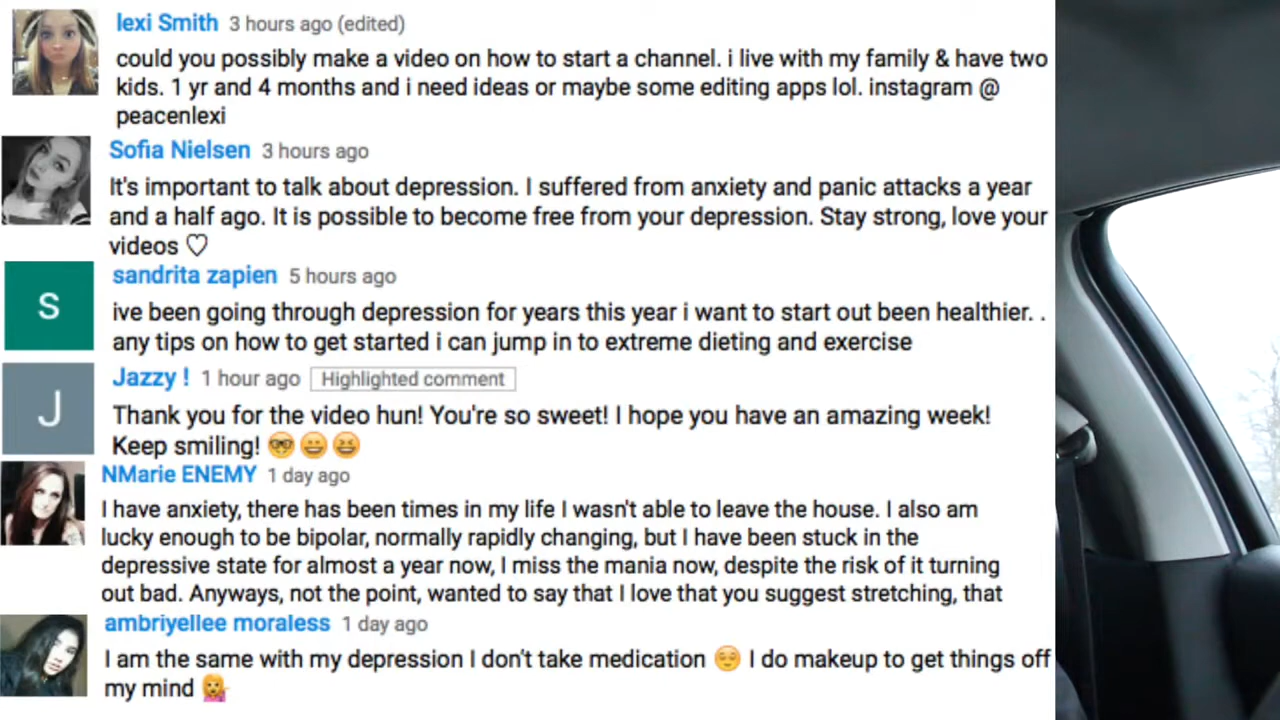 lexi Smith 3 hours ago (edited)
could you possibly make a video on how to start a channel. i live with my family & have two
kids. 1 yr and 4 months and i need ideas or maybe some editing apps lol. instagram @
peacenlexi
Sofia Nielsen 3 hours ago
It's important to talk about depression. I suffered from anxiety and panic attacks a year
and a half ago. It is possible to become free from your depression. Stay strong, love your
videos ♡
S
sandrita zapien 5 hours ago
ive been going through depression for years this year i want to start out been healthier. .
any tips on how to get started i can jump in to extreme dieting and exercise
J
Jazzy ! 1 hour ago Highlighted comment
Thank you for the video hun! You're so sweet! I hope you have an amazing week!
Keep smiling! 🤓😀😆
NMarie ENEMY 1 day ago
I have anxiety, there has been times in my life I wasn't able to leave the house. I also am
lucky enough to be bipolar, normally rapidly changing, but I have been stuck in the
depressive state for almost a year now, I miss the mania now, despite the risk of it turning
out bad. Anyways, not the point, wanted to say that I love that you suggest stretching, that
ambriyellee moraless 1 day ago
I am the same with my depression I don't take medication 😌 I do makeup to get things off
my mind 💁